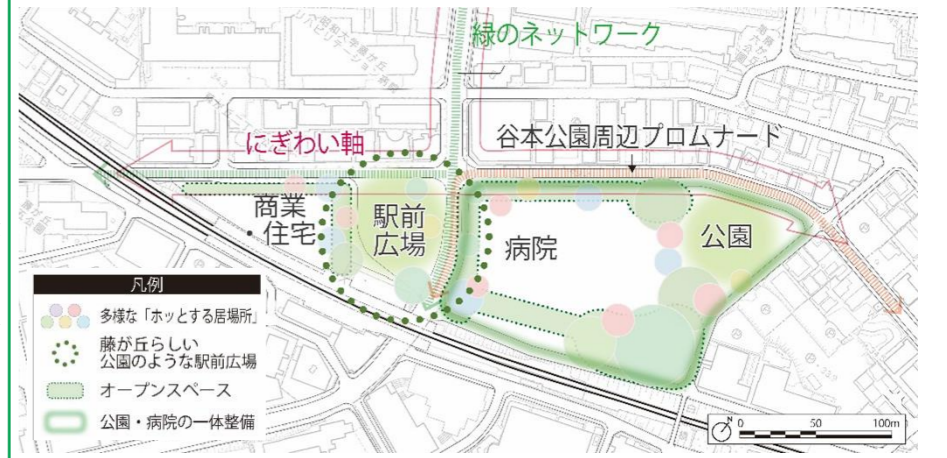 緑のネットワーク
にぎわい軸
谷本公園周辺プロムナード
商業
・
住宅
駅前
広場
病院
公園
凡例
多様な「ホッとする居場所」
藤が丘らしい
公園のような駅前広場
オープンスペース
公園・病院の一体整備
N
0 50 100m